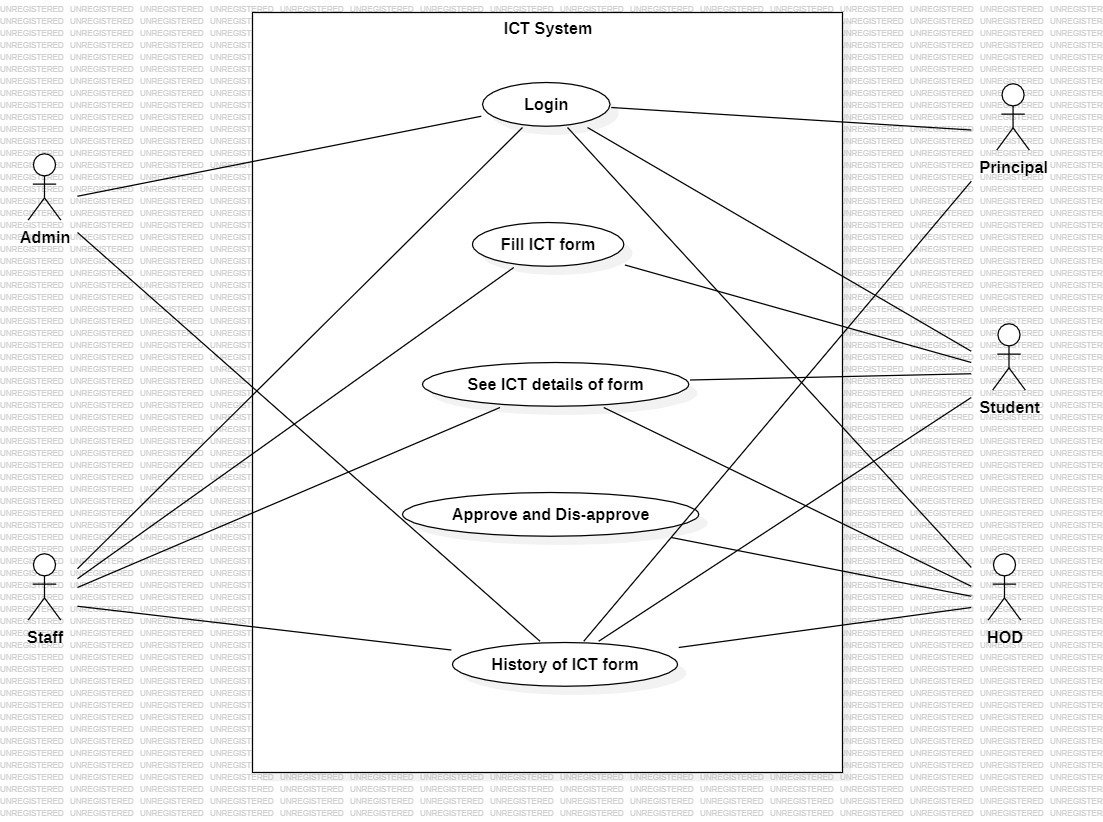 ICT System
Login
Principal
Admin
Fill ICT form
See ICT details of form
Student
Approve and Dis-approve
Staff
HOD
History of ICT form
UNREGISTERED